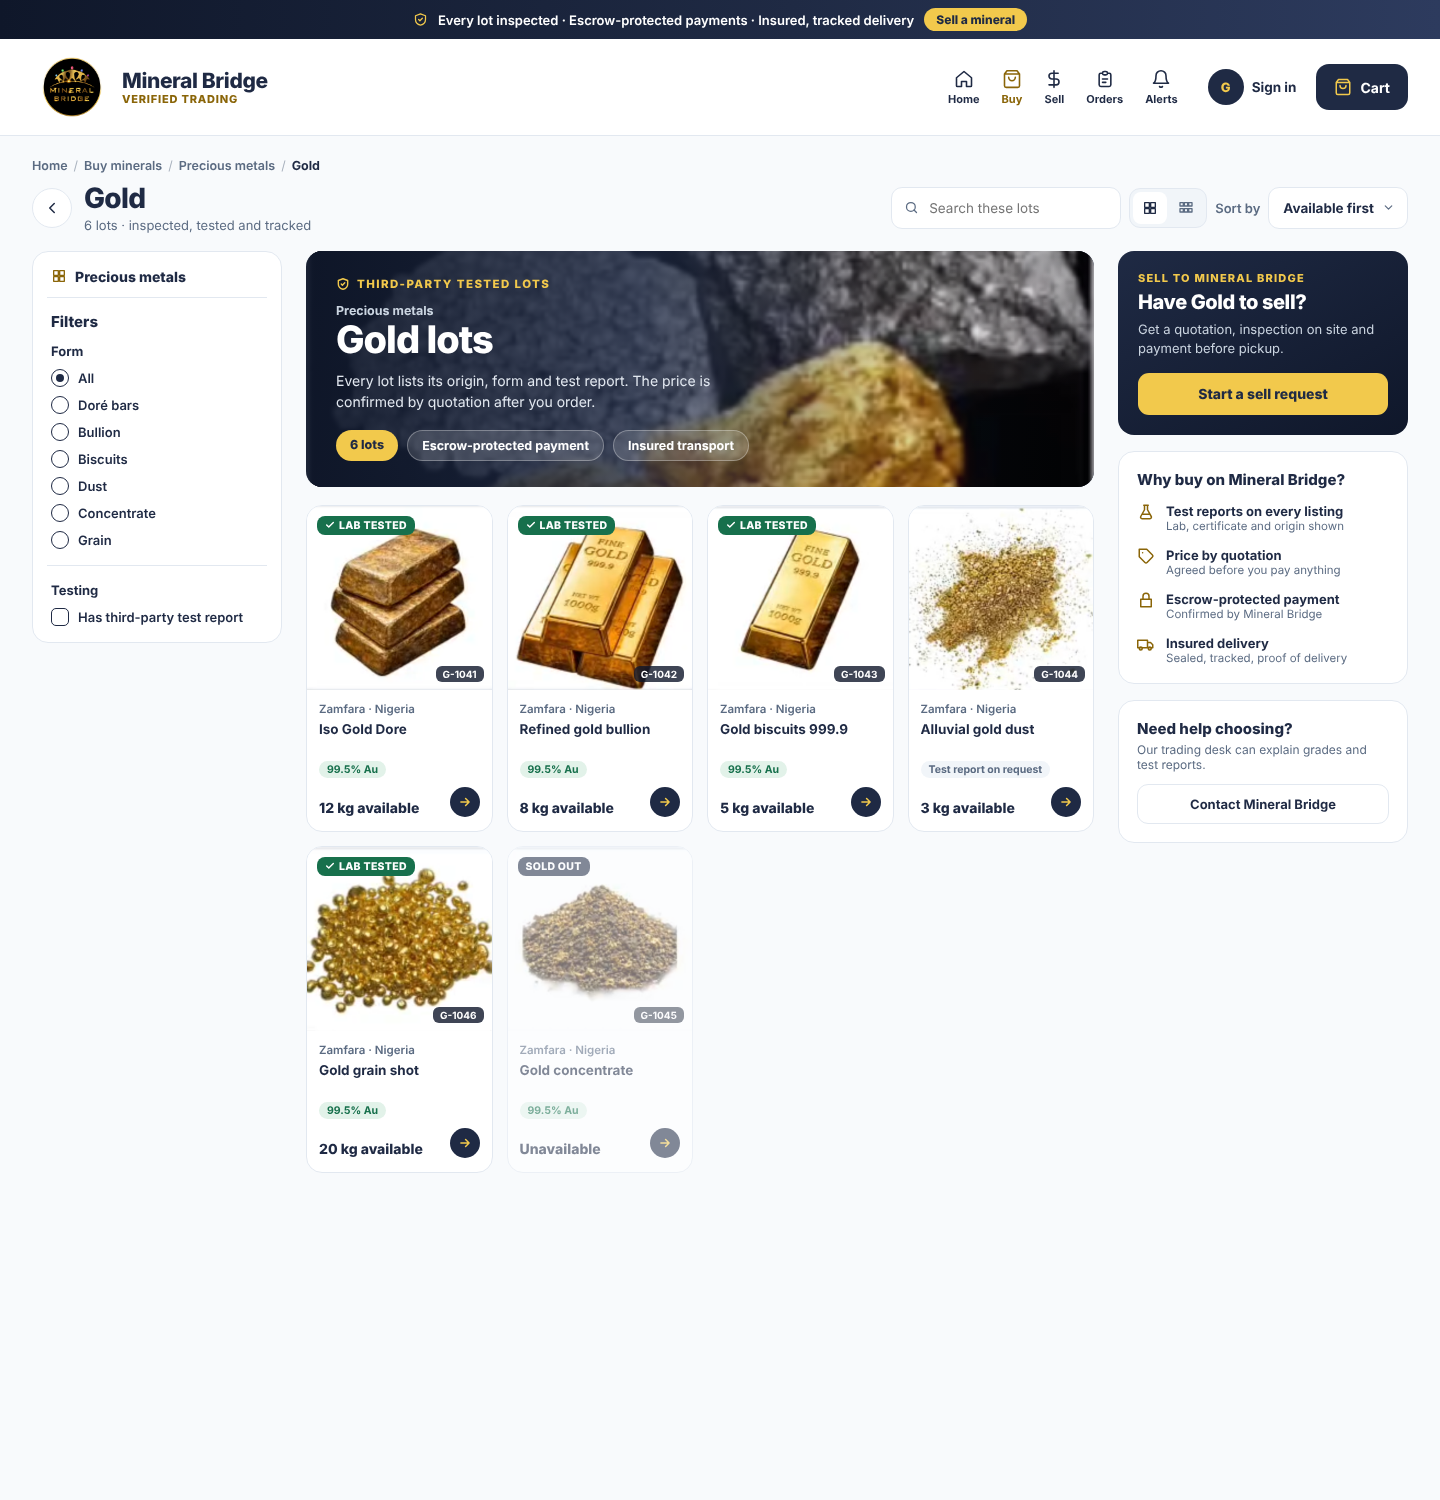 Every lot inspected · Escrow-protected payments · Insured, tracked delivery
Sell a mineral
MINERAL
BRIDGE
Mineral Bridge
VERIFIED TRADING
Home
Buy
Sell
Orders
Alerts
G
Sign in
Cart
Home / Buy minerals / Precious metals / Gold
Gold
6 lots · inspected, tested and tracked
Search these lots
Sort by
Available first
Precious metals
Filters
Form
All
Doré bars
Bullion
Biscuits
Dust
Concentrate
Grain
Testing
Has third-party test report
THIRD-PARTY TESTED LOTS
Precious metals
Gold lots
Every lot lists its origin, form and test report. The price is
confirmed by quotation after you order.
6 lots
Escrow-protected payment
Insured transport
LAB TESTED
G-1041
Zamfara · Nigeria
Iso Gold Dore
99.5% Au
12 kg available
LAB TESTED
FINE
GOLD
999.9
1000g
G-1042
Zamfara · Nigeria
Refined gold bullion
99.5% Au
8 kg available
LAB TESTED
FINE
GOLD
999.9
1000g
G-1043
Zamfara · Nigeria
Gold biscuits 999.9
99.5% Au
5 kg available
G-1044
Zamfara · Nigeria
Alluvial gold dust
Test report on request
3 kg available
LAB TESTED
G-1046
Zamfara · Nigeria
Gold grain shot
99.5% Au
20 kg available
SOLD OUT
G-1045
Zamfara · Nigeria
Gold concentrate
99.5% Au
Unavailable
SELL TO MINERAL BRIDGE
Have Gold to sell?
Get a quotation, inspection on site and
payment before pickup.
Start a sell request
Why buy on Mineral Bridge?
Test reports on every listing
Lab, certificate and origin shown
Price by quotation
Agreed before you pay anything
Escrow-protected payment
Confirmed by Mineral Bridge
Insured delivery
Sealed, tracked, proof of delivery
Need help choosing?
Our trading desk can explain grades and
test reports.
Contact Mineral Bridge